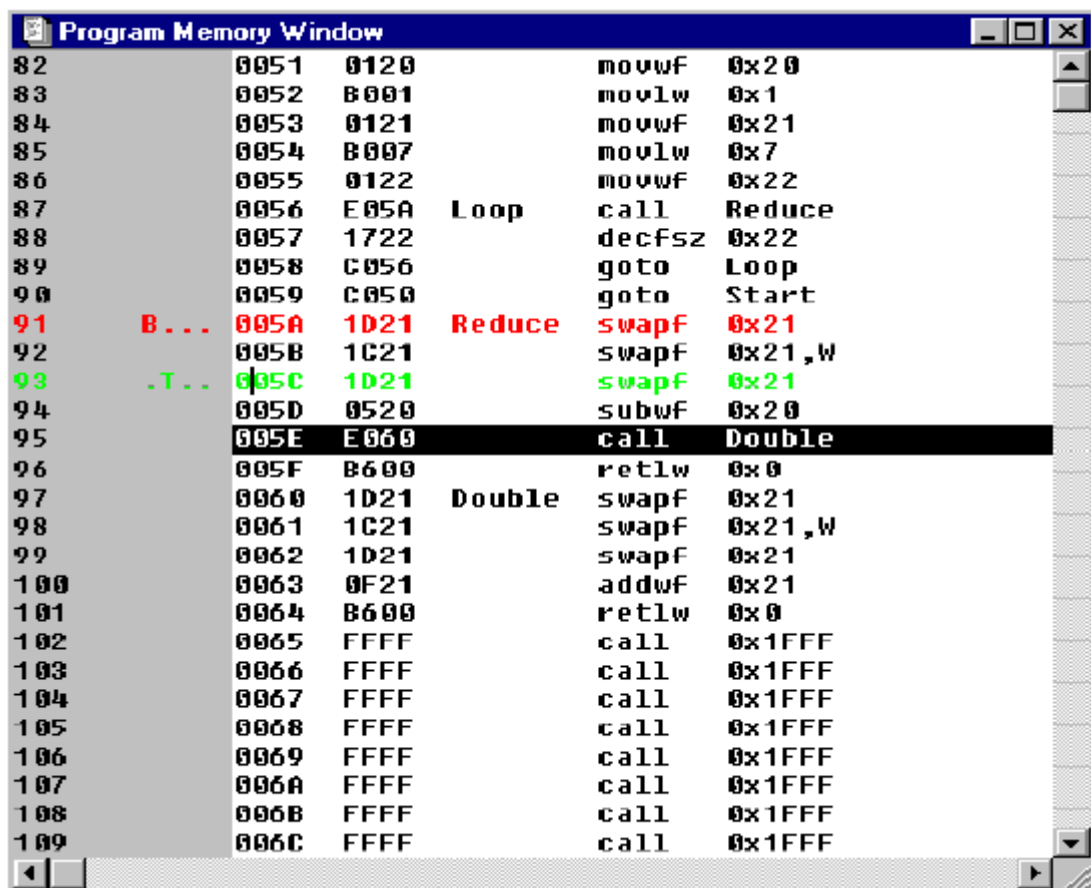 Program Memory Window
82 0051 0120 movwf 0x20
83 0052 B001 movlw 0x1
84 0053 0121 movwf 0x21
85 0054 B007 movlw 0x7
86 0055 0122 movwf 0x22
87 0056 E05A Loop call Reduce
88 0057 1722 decfsz 0x22
89 0058 C056 goto Loop
90 0059 C050 goto Start
91 B... 005A 1D21 Reduce swapf 0x21
92 005B 1C21 swapf 0x21,W
93 .T.. 005C 1D21 swapf 0x21
94 005D 0520 subwf 0x20
95 005E E060 call Double
96 005F B600 retlw 0x0
97 0060 1D21 Double swapf 0x21
98 0061 1C21 swapf 0x21,W
99 0062 1D21 swapf 0x21
100 0063 0F21 addwf 0x21
101 0064 B600 retlw 0x0
102 0065 FFFF call 0x1FFF
103 0066 FFFF call 0x1FFF
104 0067 FFFF call 0x1FFF
105 0068 FFFF call 0x1FFF
106 0069 FFFF call 0x1FFF
107 006A FFFF call 0x1FFF
108 006B FFFF call 0x1FFF
109 006C FFFF call 0x1FFF